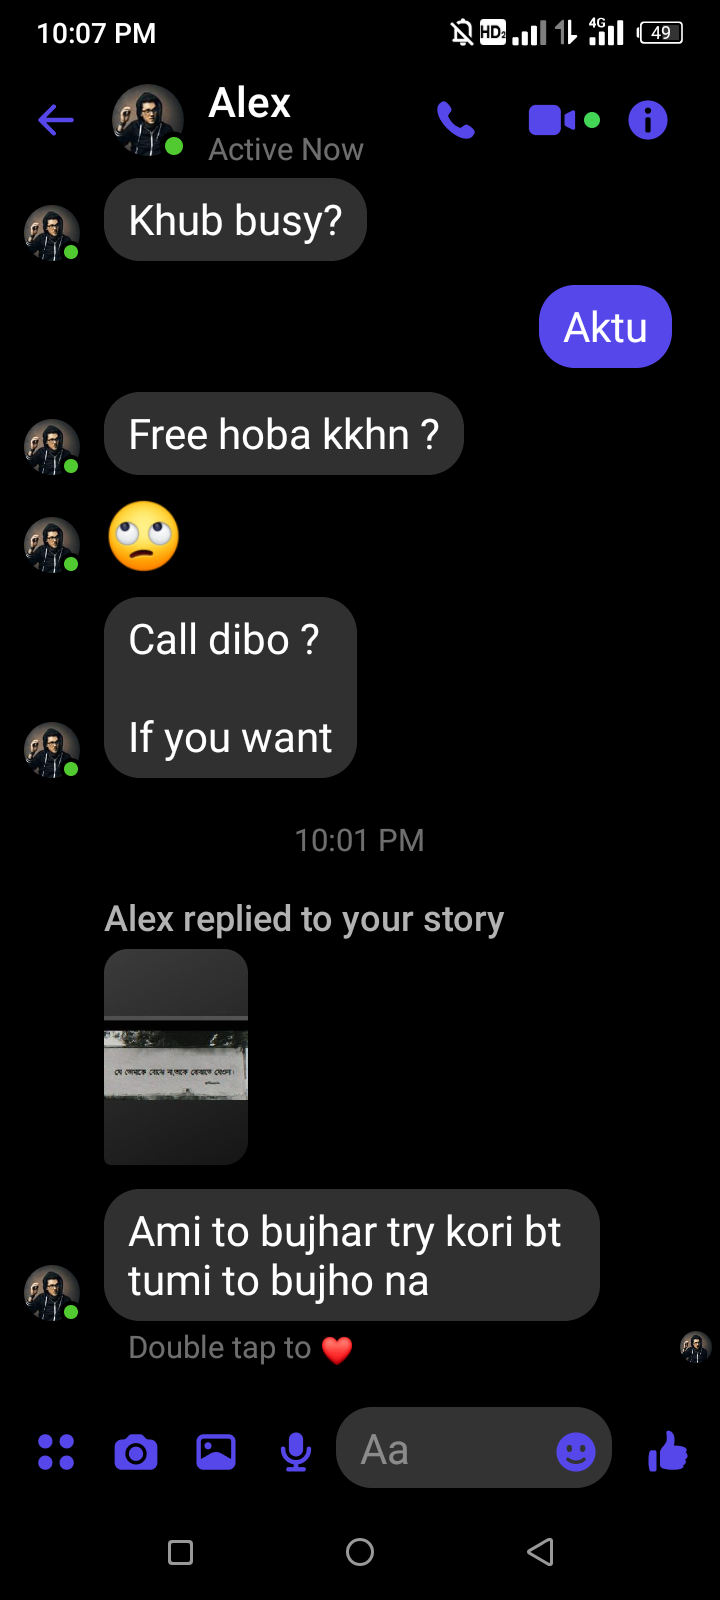 10:07 PM
HD2
4G
49
Alex
Active Now
Khub busy?
Aktu
Free hoba kkhn ?
Call dibo ?
If you want
10:01 PM
Alex replied to your story
যে তোমাকে বোঝে না,তাকে বোঝাতে যেওনা।
Ami to bujhar try kori bt
tumi to bujho na
Double tap to
Aa